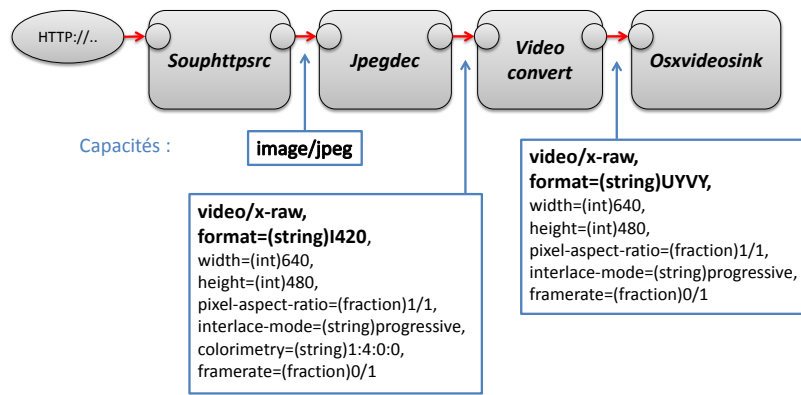 HTTP://..
Souphttpsrc
Jpegdec
Video
convert
Osxvideosink
Capacités :
image/jpeg
video/x-raw,
format=(string)I420,
width=(int)640,
height=(int)480,
pixel-aspect-ratio=(fraction)1/1,
interlace-mode=(string)progressive,
colorimetry=(string)1:4:0:0,
framerate=(fraction)0/1
video/x-raw,
format=(string)UYVY,
width=(int)640,
height=(int)480,
pixel-aspect-ratio=(fraction)1/1,
interlace-mode=(string)progressive,
framerate=(fraction)0/1